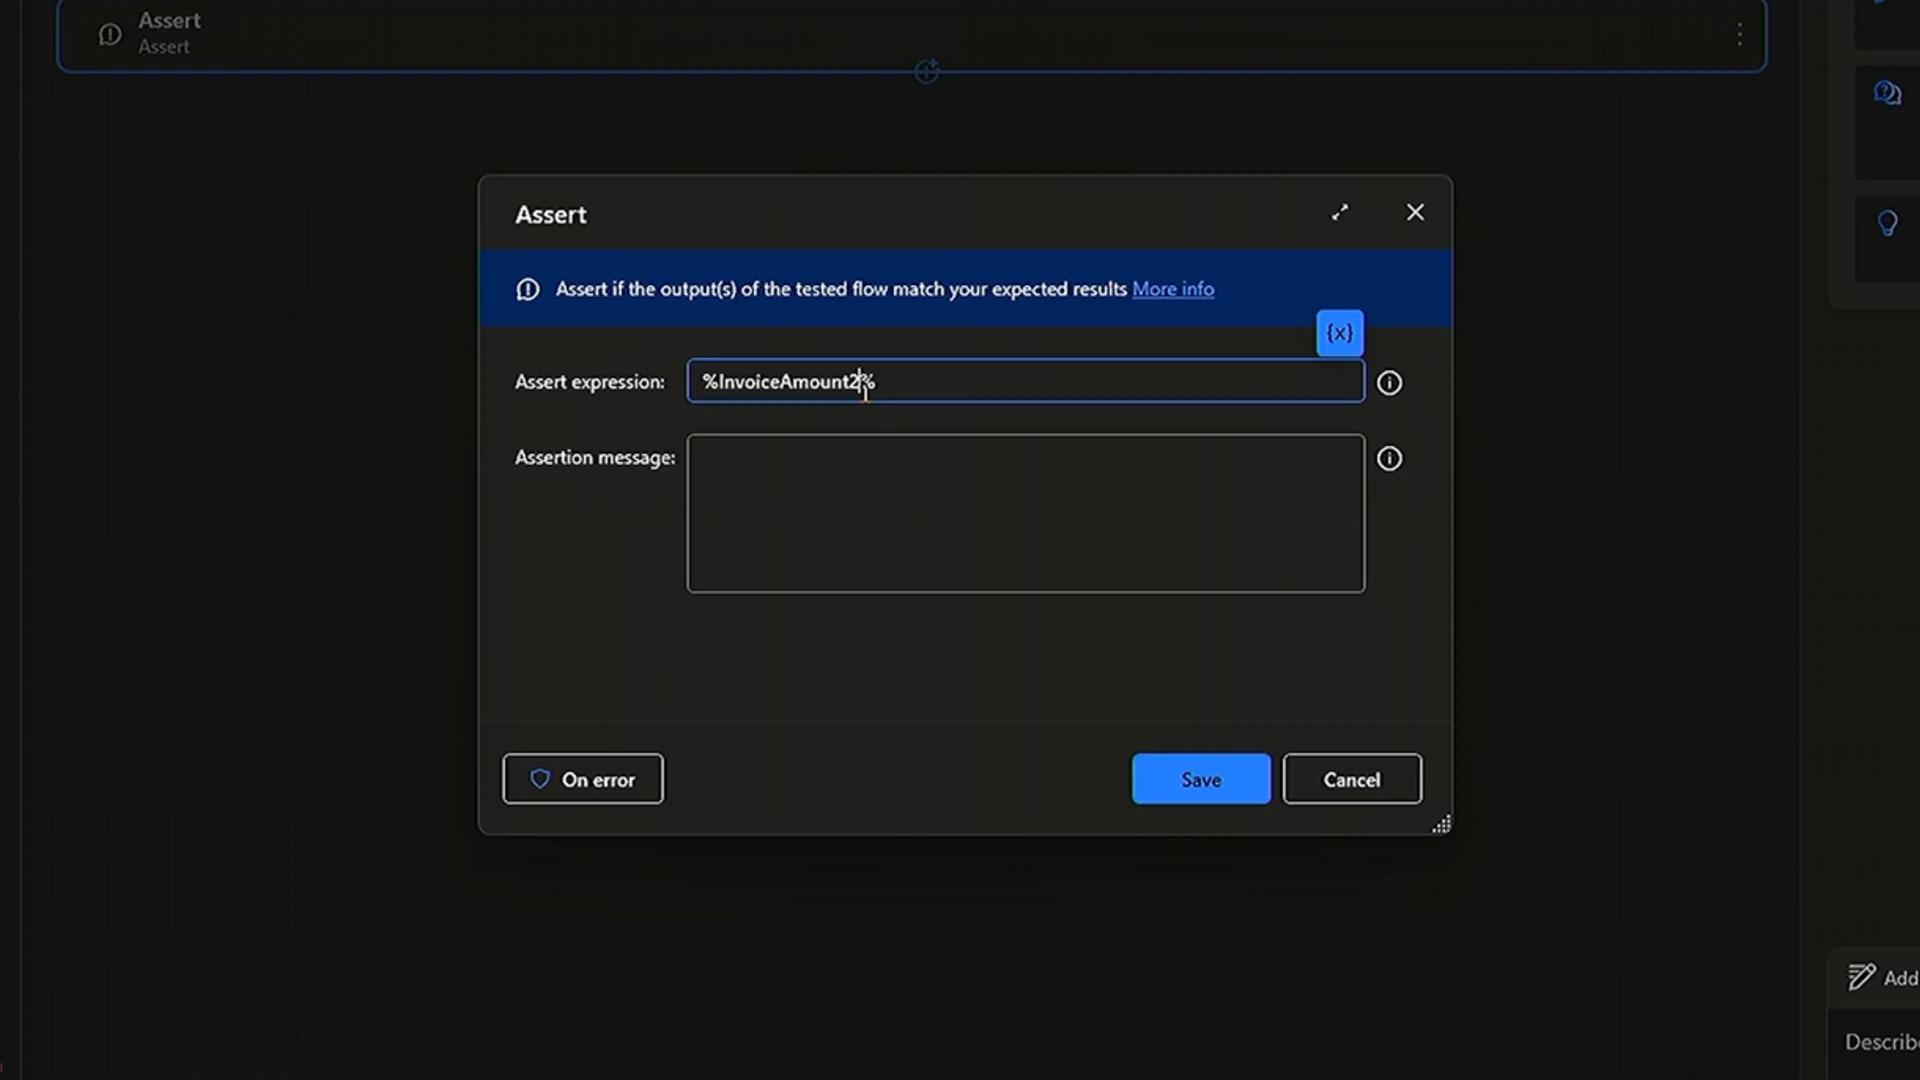 Assert
Assert
Assert
Assert if the output(s) of the tested flow match your expected results More info
{x}
Assert expression:
%InvoiceAmount2%
Assertion message:
On error
Save
Cancel
Add
Describ